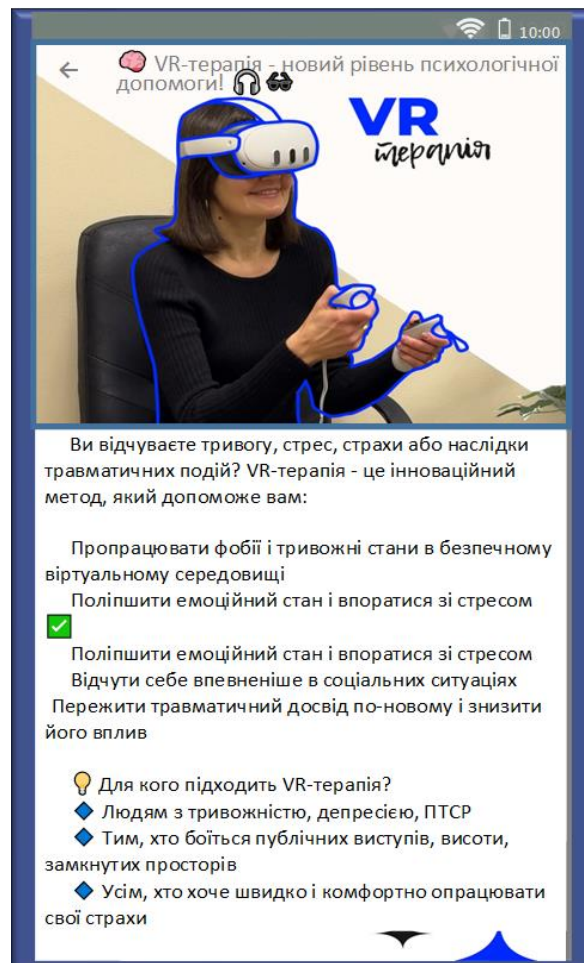 10:00
← 🧠 VR-терапія - новий рівень психологічної
допомоги! 🎧 🕶
VR
терапія
Ви відчуваєте тривогу, стрес, страхи або наслідки
травматичних подій? VR-терапія - це інноваційний
метод, який допоможе вам:
Пропрацювати фобії і тривожні стани в безпечному
віртуальному середовищі
Поліпшити емоційний стан і впоратися зі стресом
✅
Поліпшити емоційний стан і впоратися зі стресом
Відчути себе впевненіше в соціальних ситуаціях
Пережити травматичний досвід по-новому і знизити
його вплив
💡 Для кого підходить VR-терапія?
🔷 Людям з тривожністю, депресією, ПТСР
🔷 Тим, хто боїться публічних виступів, висоти,
замкнутих просторів
🔷 Усім, хто хоче швидко і комфортно опрацювати
свої страхи